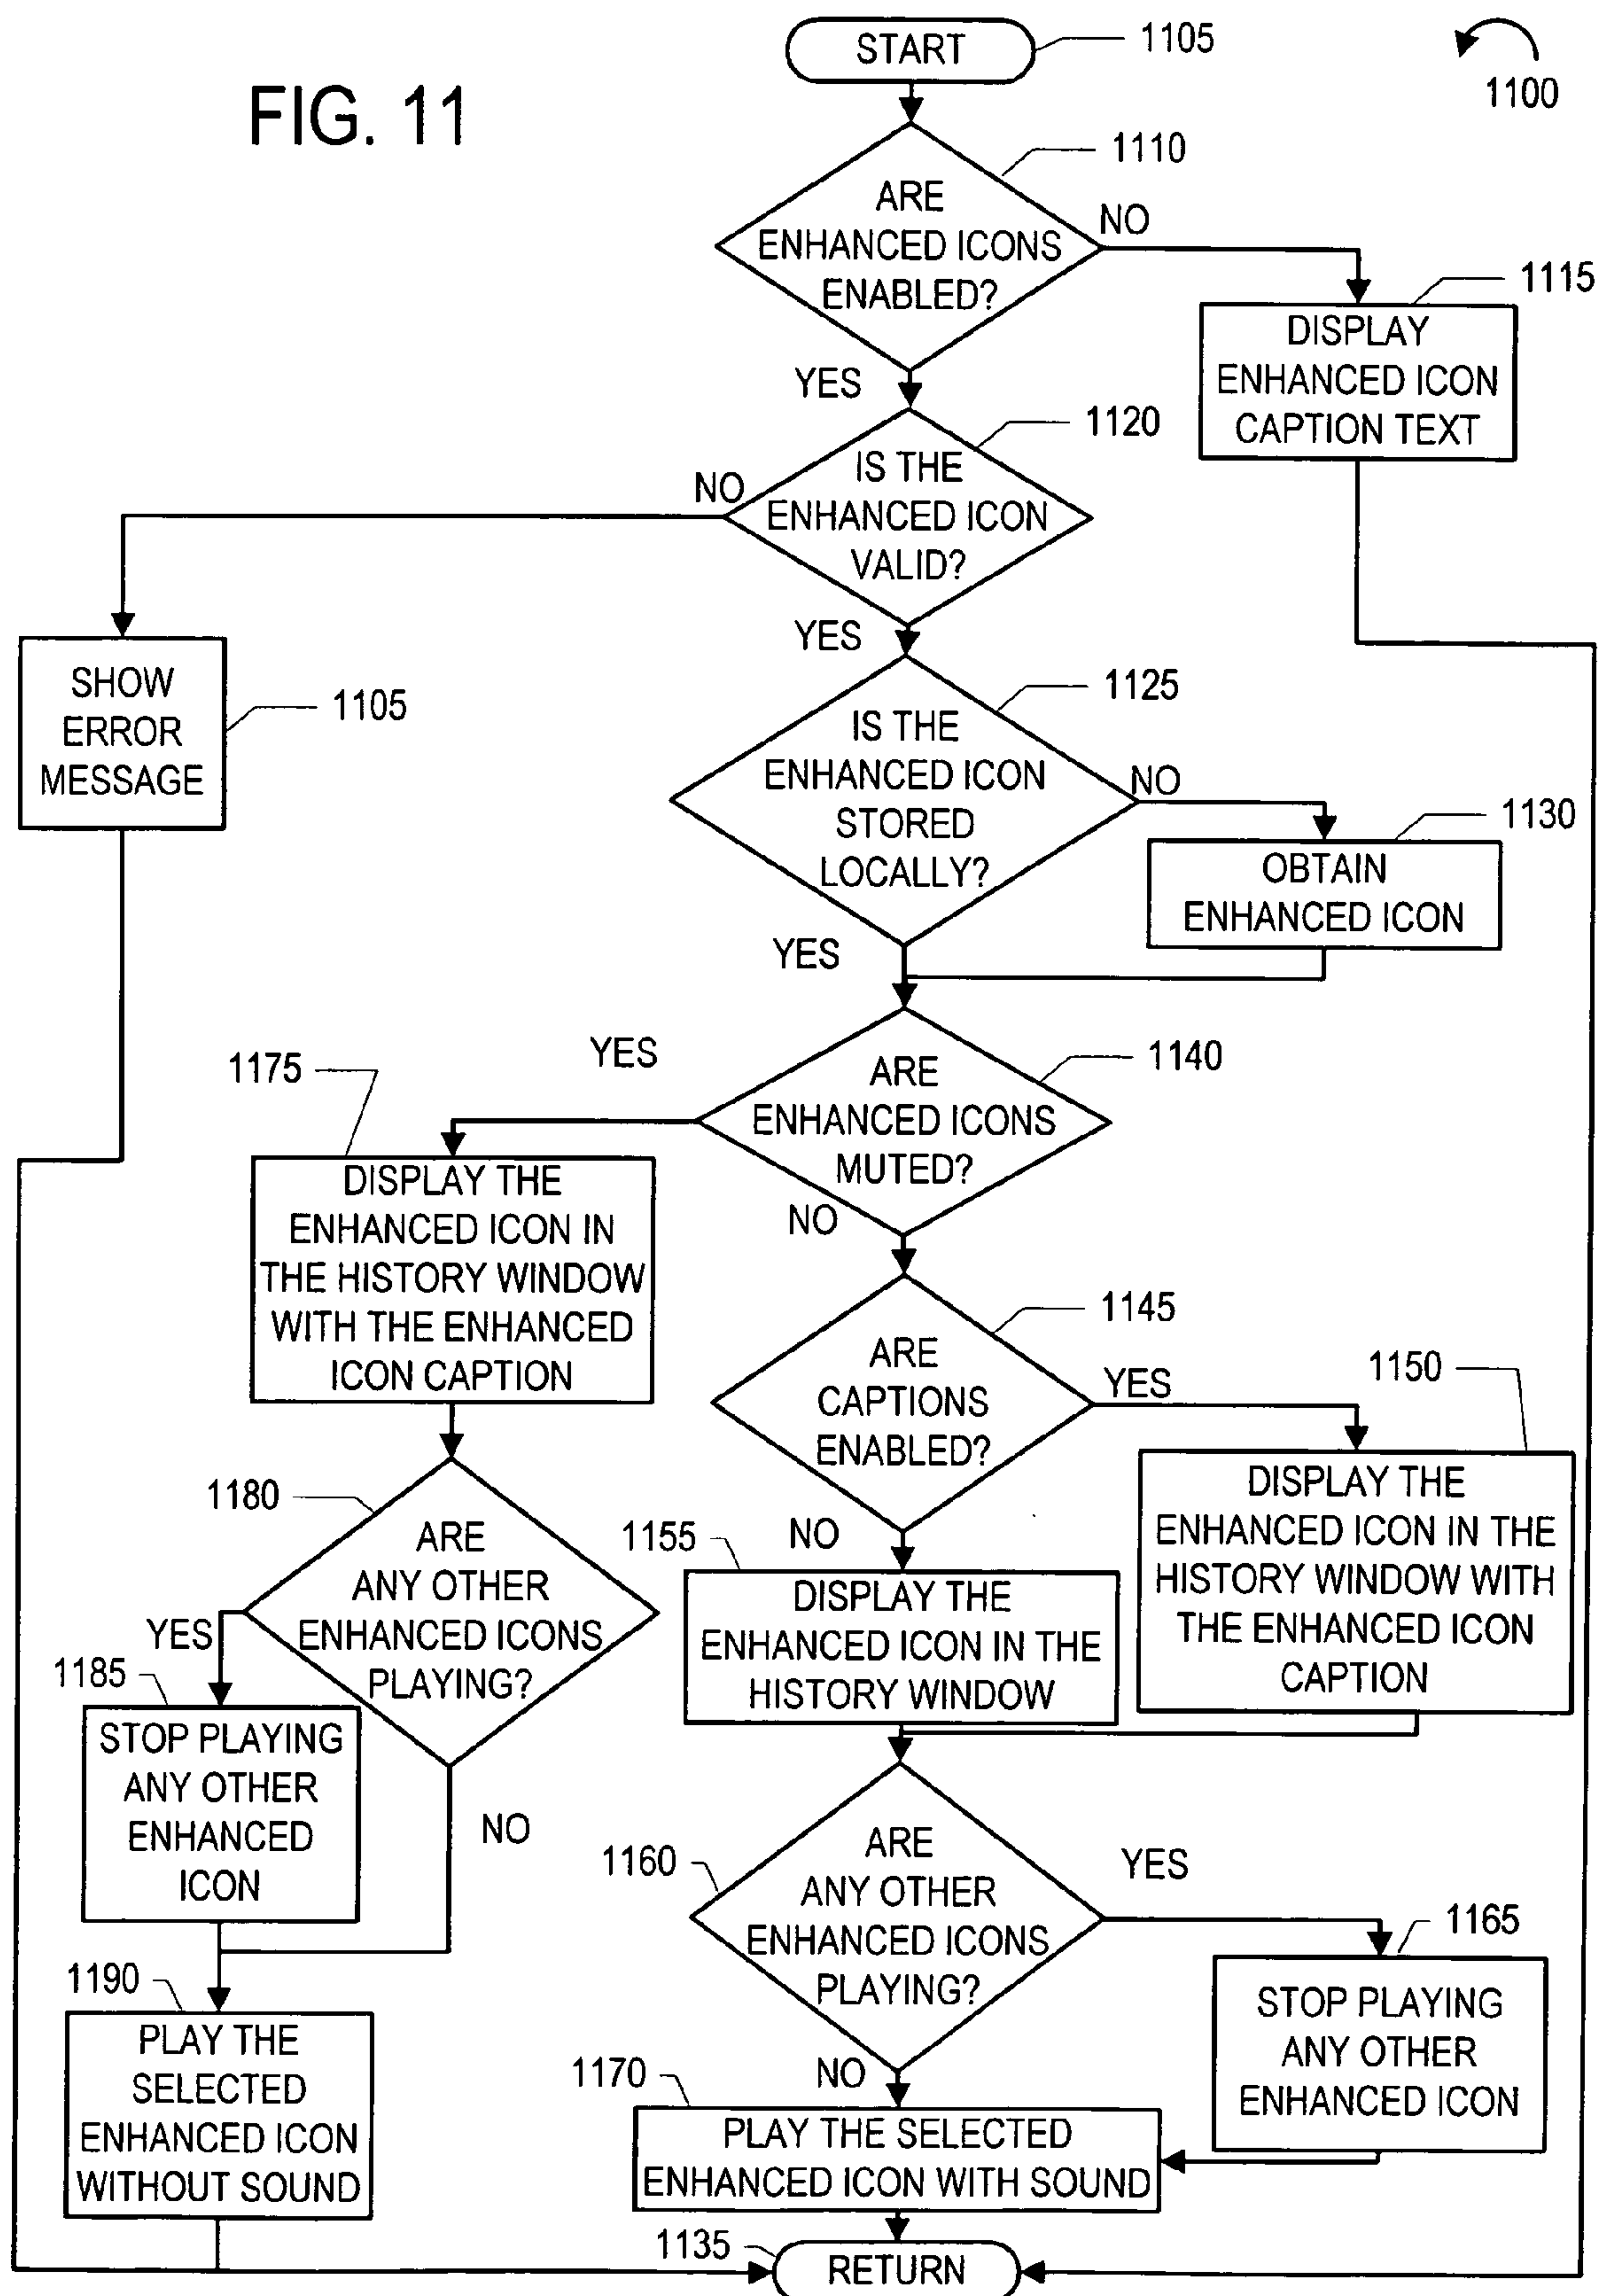 FIG. 11
START
1105
1100
1110
ARE
ENHANCED ICONS
ENABLED?
NO
YES
1115
DISPLAY
ENHANCED ICON
CAPTION TEXT
1120
IS THE
ENHANCED ICON
VALID?
NO
YES
SHOW
ERROR
MESSAGE
1105
1125
IS THE
ENHANCED ICON
STORED
LOCALLY?
NO
YES
1130
OBTAIN
ENHANCED ICON
1140
ARE
ENHANCED ICONS
MUTED?
YES
NO
1175
DISPLAY THE
ENHANCED ICON IN
THE HISTORY WINDOW
WITH THE ENHANCED
ICON CAPTION
1145
ARE
CAPTIONS
ENABLED?
YES
NO
1150
DISPLAY THE
ENHANCED ICON IN THE
HISTORY WINDOW WITH
THE ENHANCED ICON
CAPTION
1155
DISPLAY THE
ENHANCED ICON IN THE
HISTORY WINDOW
1180
ARE
ANY OTHER
ENHANCED ICONS
PLAYING?
YES
NO
1185
STOP PLAYING
ANY OTHER
ENHANCED
ICON
1160
ARE
ANY OTHER
ENHANCED ICONS
PLAYING?
YES
NO
1165
STOP PLAYING
ANY OTHER
ENHANCED ICON
1190
PLAY THE
SELECTED
ENHANCED ICON
WITHOUT SOUND
1170
PLAY THE SELECTED
ENHANCED ICON WITH SOUND
1135
RETURN